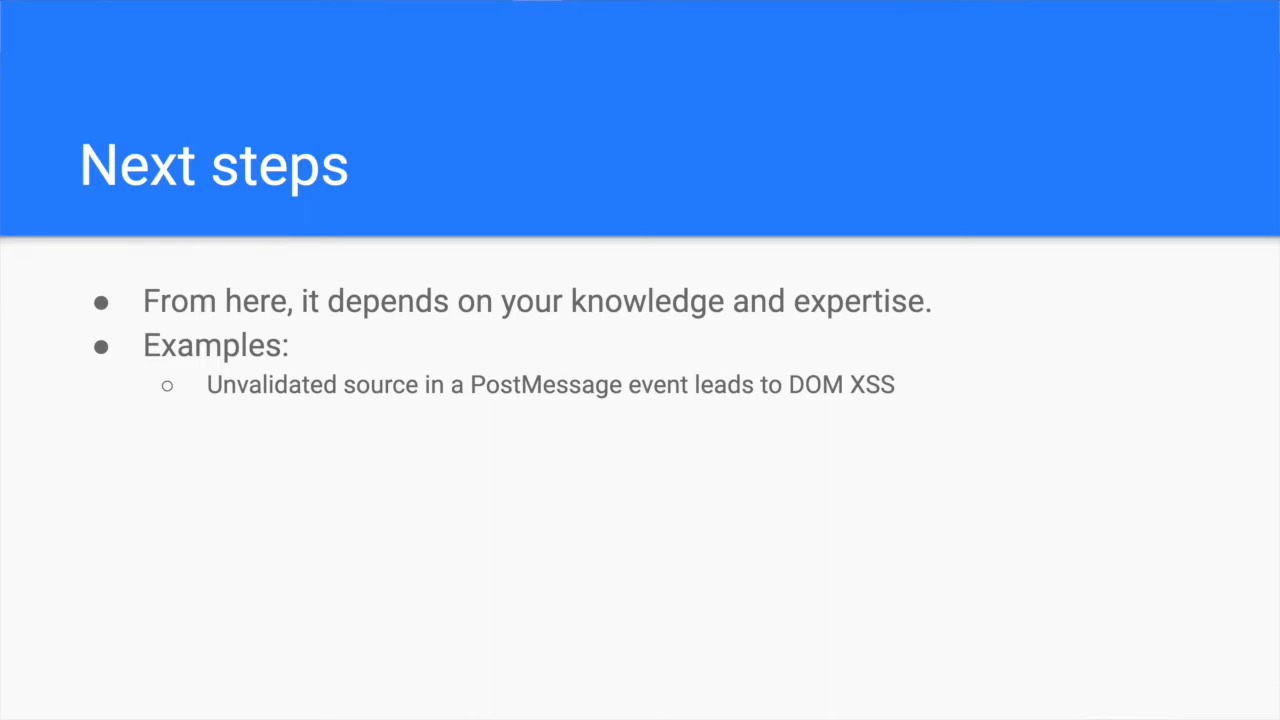 Next steps
● From here, it depends on your knowledge and expertise.
● Examples:
○ Unvalidated source in a PostMessage event leads to DOM XSS